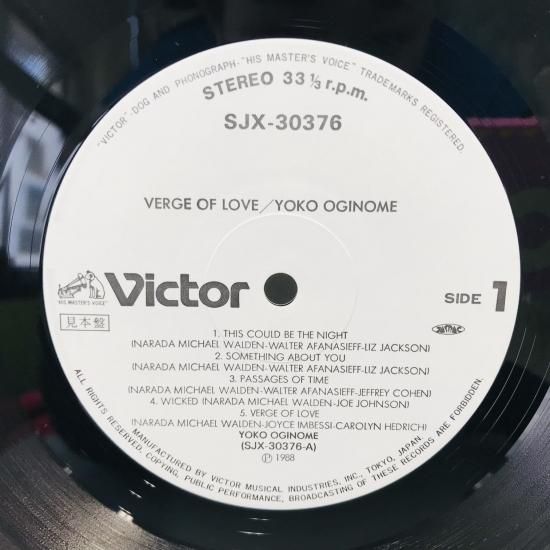 "VICTOR"-DOG AND PHONOGRAPH-"HIS MASTER'S VOICE" TRADEMARKS REGISTERED.
STEREO 33 1/3 r.p.m.
SJX-30376
VERGE OF LOVE/YOKO OGINOME
"HIS MASTER'S VOICE"
Victor
見本盤
SIDE 1
JASRAC
1. THIS COULD BE THE NIGHT
(NARADA MICHAEL WALDEN-WALTER AFANASIEFF-LIZ JACKSON)
2. SOMETHING ABOUT YOU
(NARADA MICHAEL WALDEN-WALTER AFANASIEFF-LIZ JACKSON)
3. PASSAGES OF TIME
(NARADA MICHAEL WALDEN-WALTER AFANASIEFF-JEFFREY COHEN)
4. WICKED (NARADA MICHAEL WALDEN-JOE JOHNSON)
5. VERGE OF LOVE
(NARADA MICHAEL WALDEN-JOYCE IMBESSI-CAROLYN HEDRICH)
YOKO OGINOME
(SJX-30376-A)
Ⓟ 1988
MANUFACTURED BY VICTOR MUSICAL INDUSTRIES, INC., TOKYO, JAPAN.
ALL RIGHTS RESERVED. COPYING, PUBLIC PERFORMANCE, BROADCASTING OF THESE RECORDS ARE FORBIDDEN.